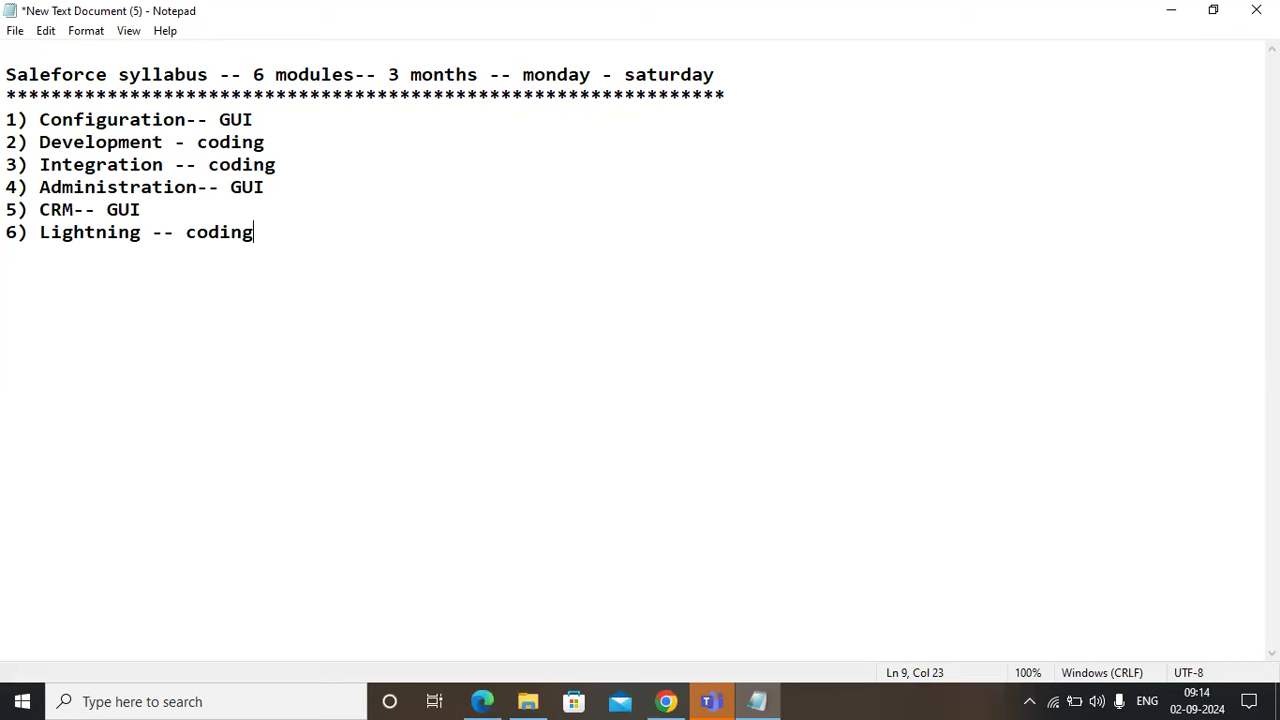 *New Text Document (5) - Notepad
File Edit Format View Help
Saleforce syllabus -- 6 modules-- 3 months -- monday - saturday
****************************************************************
1) Configuration-- GUI
2) Development - coding
3) Integration -- coding
4) Administration-- GUI
5) CRM-- GUI
6) Lightning -- coding
Ln 9, Col 23 100% Windows (CRLF) UTF-8
Type here to search
ENG
09:14
02-09-2024